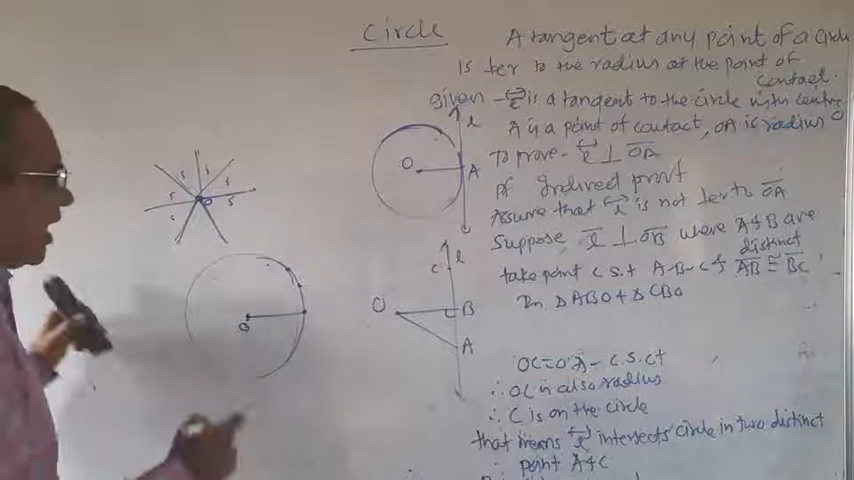 Circle
A tangent at any point of a circle
is ter to the radius at the point of
contact.
given - l is a tangent to the circle with centre O
A is a point of contact, OA is radius
To prove - l ⊥ OA
Pf Indirect proof
Assume that l is not ter to OA
Suppose l ⊥ OB where A & B are
distinct
take point C s.t A-B-C & AB ≅ BC
In Δ ABO & Δ CBO
OC = OA - c.s.c.t
∴ OC is also radius
∴ C is on the circle
that means l intersects circle in two distinct
point A & C
l
O
A
l
C
O
B
A
s
s
s
s
s
s
O